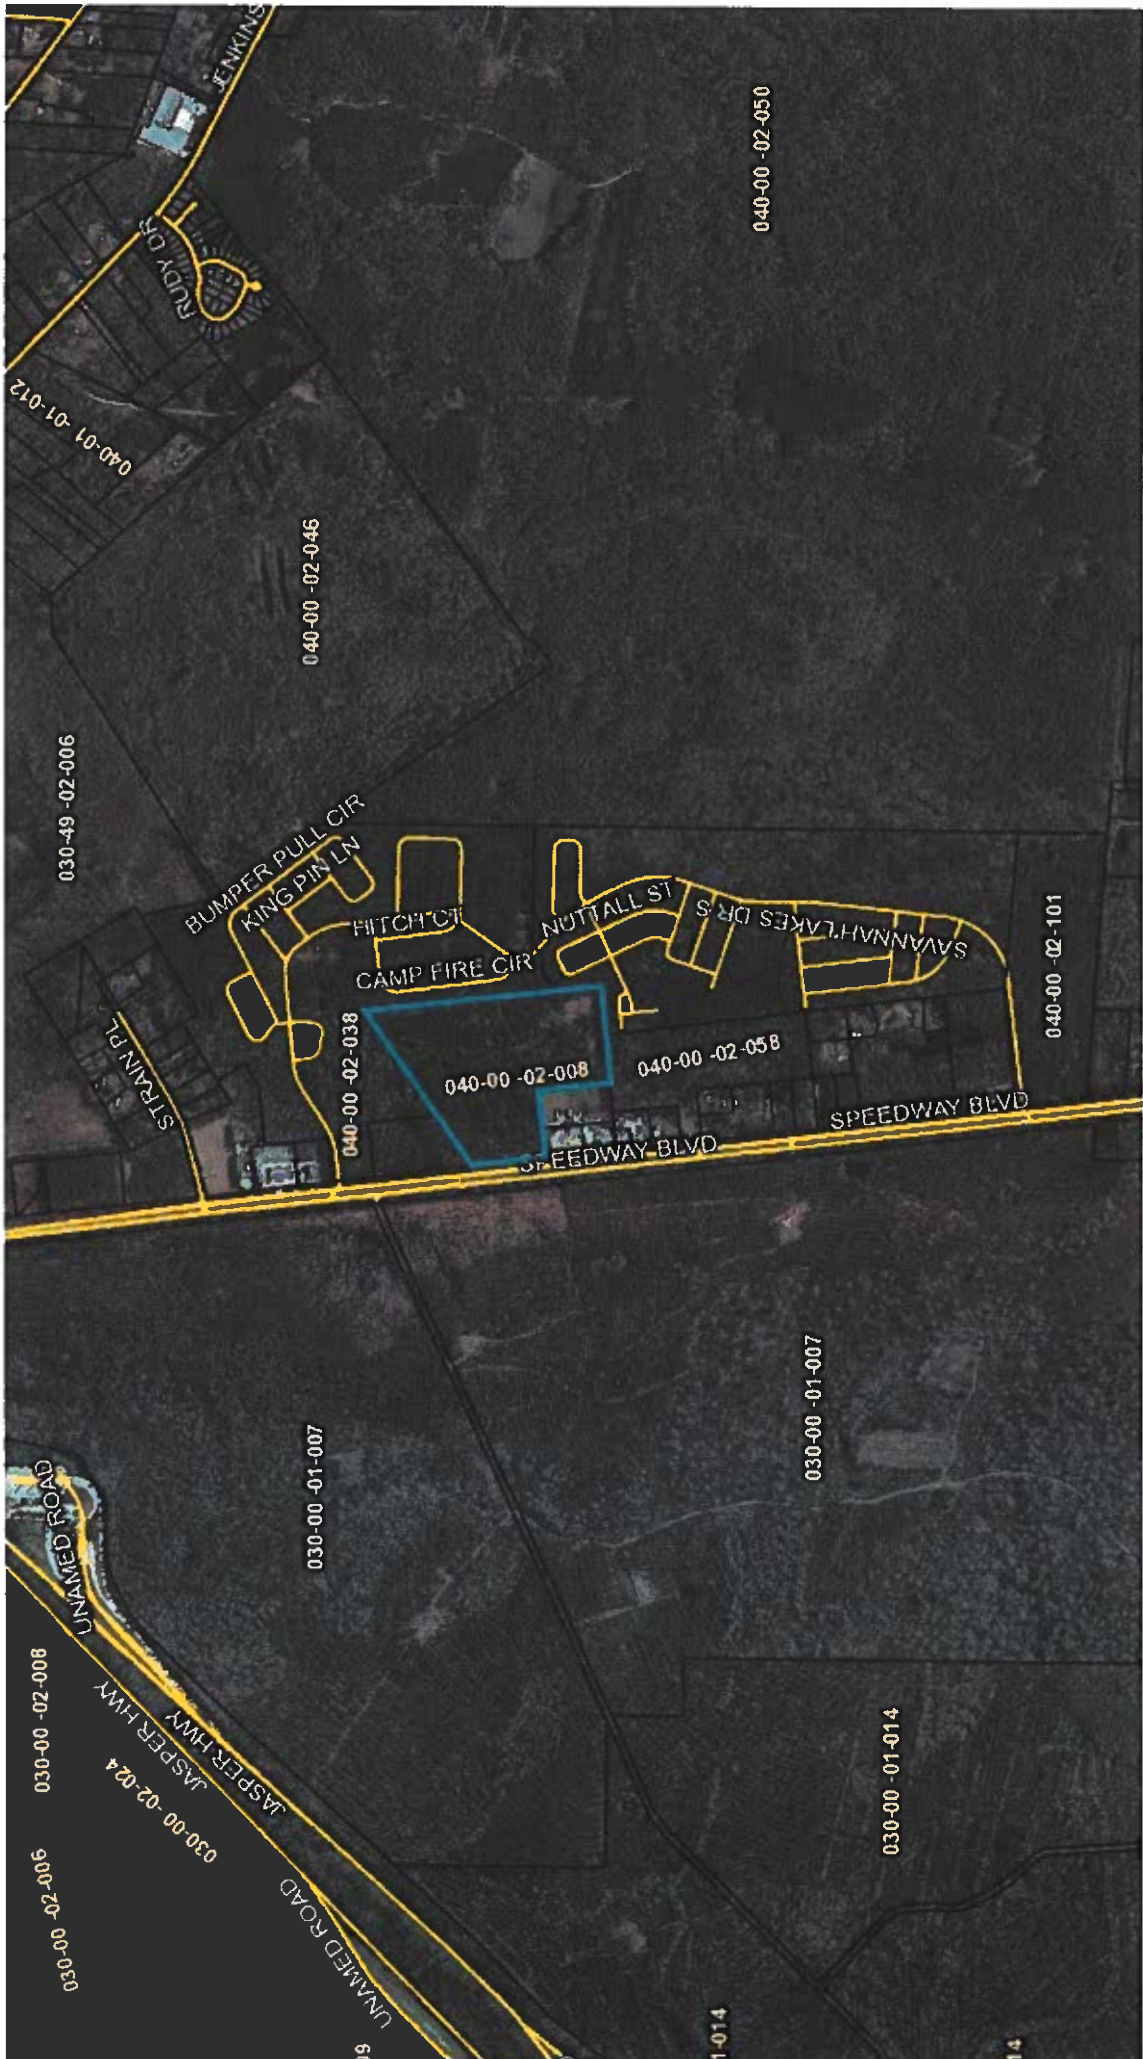 JENKINS
040-00 -02-050
RUDY DR
040-01 -01-012
040-00 -02-046
030-49 -02-006
BUMPER PULL CIR
KING PIN LN
HITCH CT
NUTTALL ST
SAVANNAH LAKES DR S
CAMP FIRE CIR
040-00 -02-101
STRAIN PL
040-00 -02-038
040-00 -02-008
040-00 -02-058
SPEEDWAY BLVD
SPEEDWAY BLVD
030-00 -01-007
030-00 -01-007
UNAMED ROAD
030-00 -02-008
JASPER HWY
JASPER HWY
030-00 -02-024
030-00 -01-014
030-00 -02-006
UNAMED ROAD
1-014
14